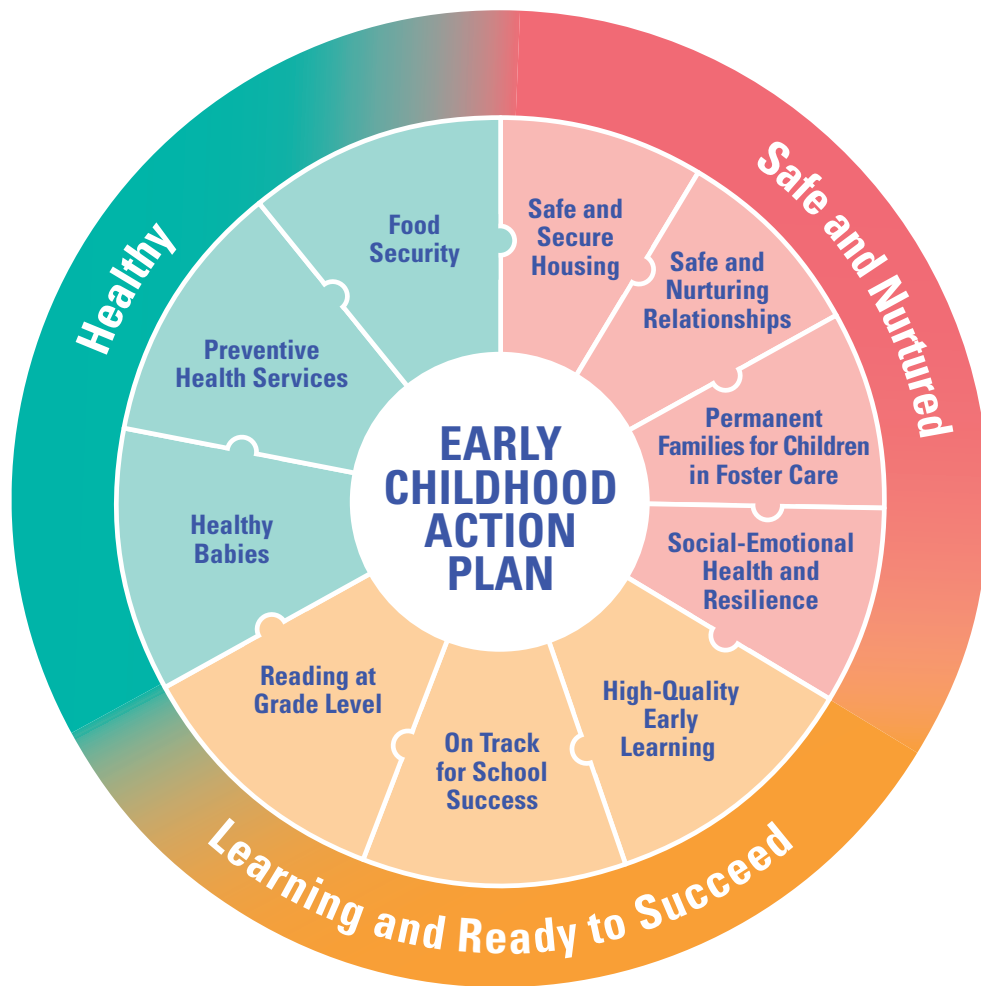 Healthy
Safe and Nurtured
Learning and Ready to Succeed
EARLY
CHILDHOOD
ACTION
PLAN
Food
Security
Safe and
Secure
Housing
Safe and
Nurturing
Relationships
Permanent
Families for Children
in Foster Care
Social-Emotional
Health and
Resilience
High-Quality
Early
Learning
On Track
for School
Success
Reading at
Grade Level
Healthy
Babies
Preventive
Health Services